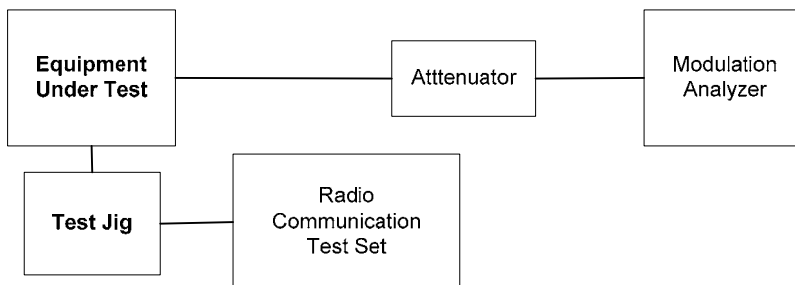 Equipment
Under Test
Atttenuator
Modulation
Analyzer
Test Jig
Radio
Communication
Test Set